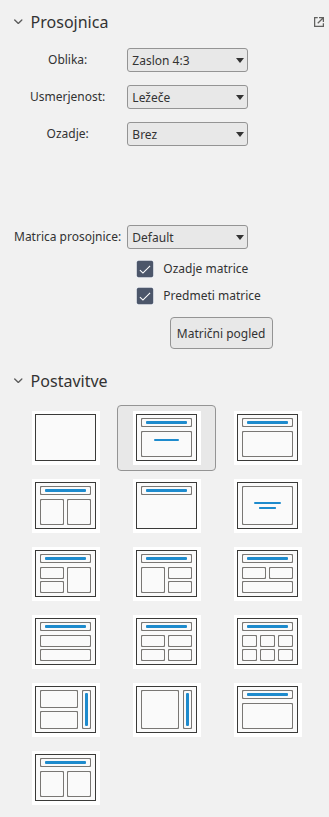 Prosojnica
Oblika: Zaslon 4:3
Usmerjenost: Ležeče
Ozadje: Brez
Matrica prosojnice: Default
Ozadje matrice
Predmeti matrice
Matrični pogled
Postavitve